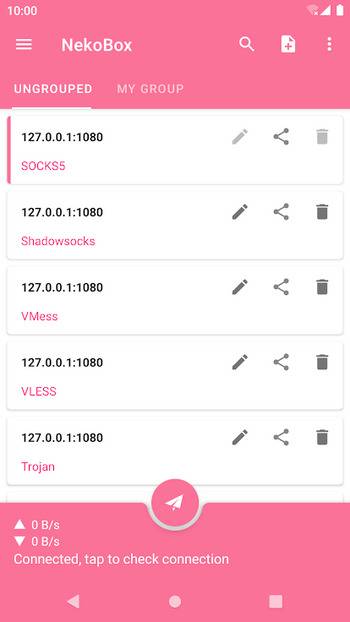 10:00
NekoBox
UNGROUPED MY GROUP
127.0.0.1:1080
SOCKS5
127.0.0.1:1080
Shadowsocks
127.0.0.1:1080
VMess
127.0.0.1:1080
VLESS
127.0.0.1:1080
Trojan
▲ 0 B/s
▼ 0 B/s
Connected, tap to check connection